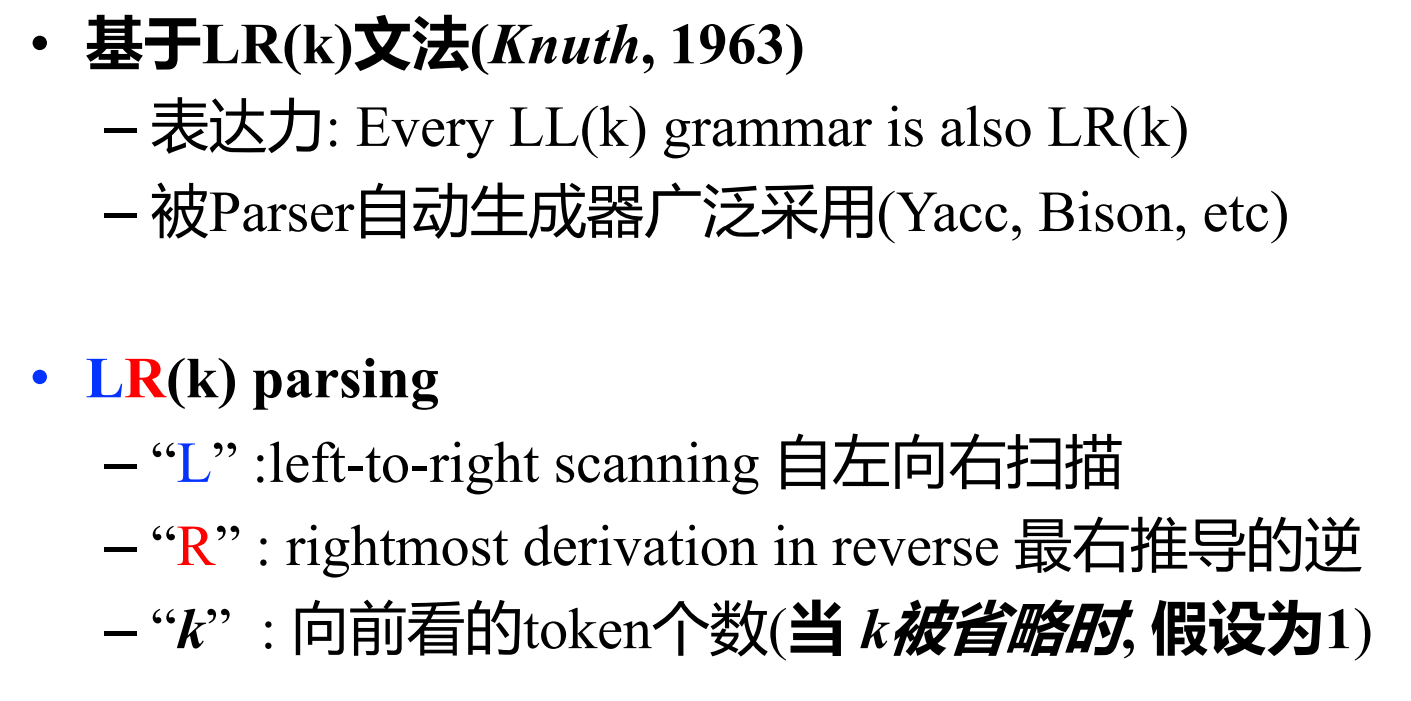 • 基于LR(k)文法(Knuth, 1963)
– 表达力: Every LL(k) grammar is also LR(k)
– 被Parser自动生成器广泛采用(Yacc, Bison, etc)
• LR(k) parsing
– “L” :left-to-right scanning 自左向右扫描
– “R” : rightmost derivation in reverse 最右推导的逆
– “k” : 向前看的token个数(当 k被省略时, 假设为1)